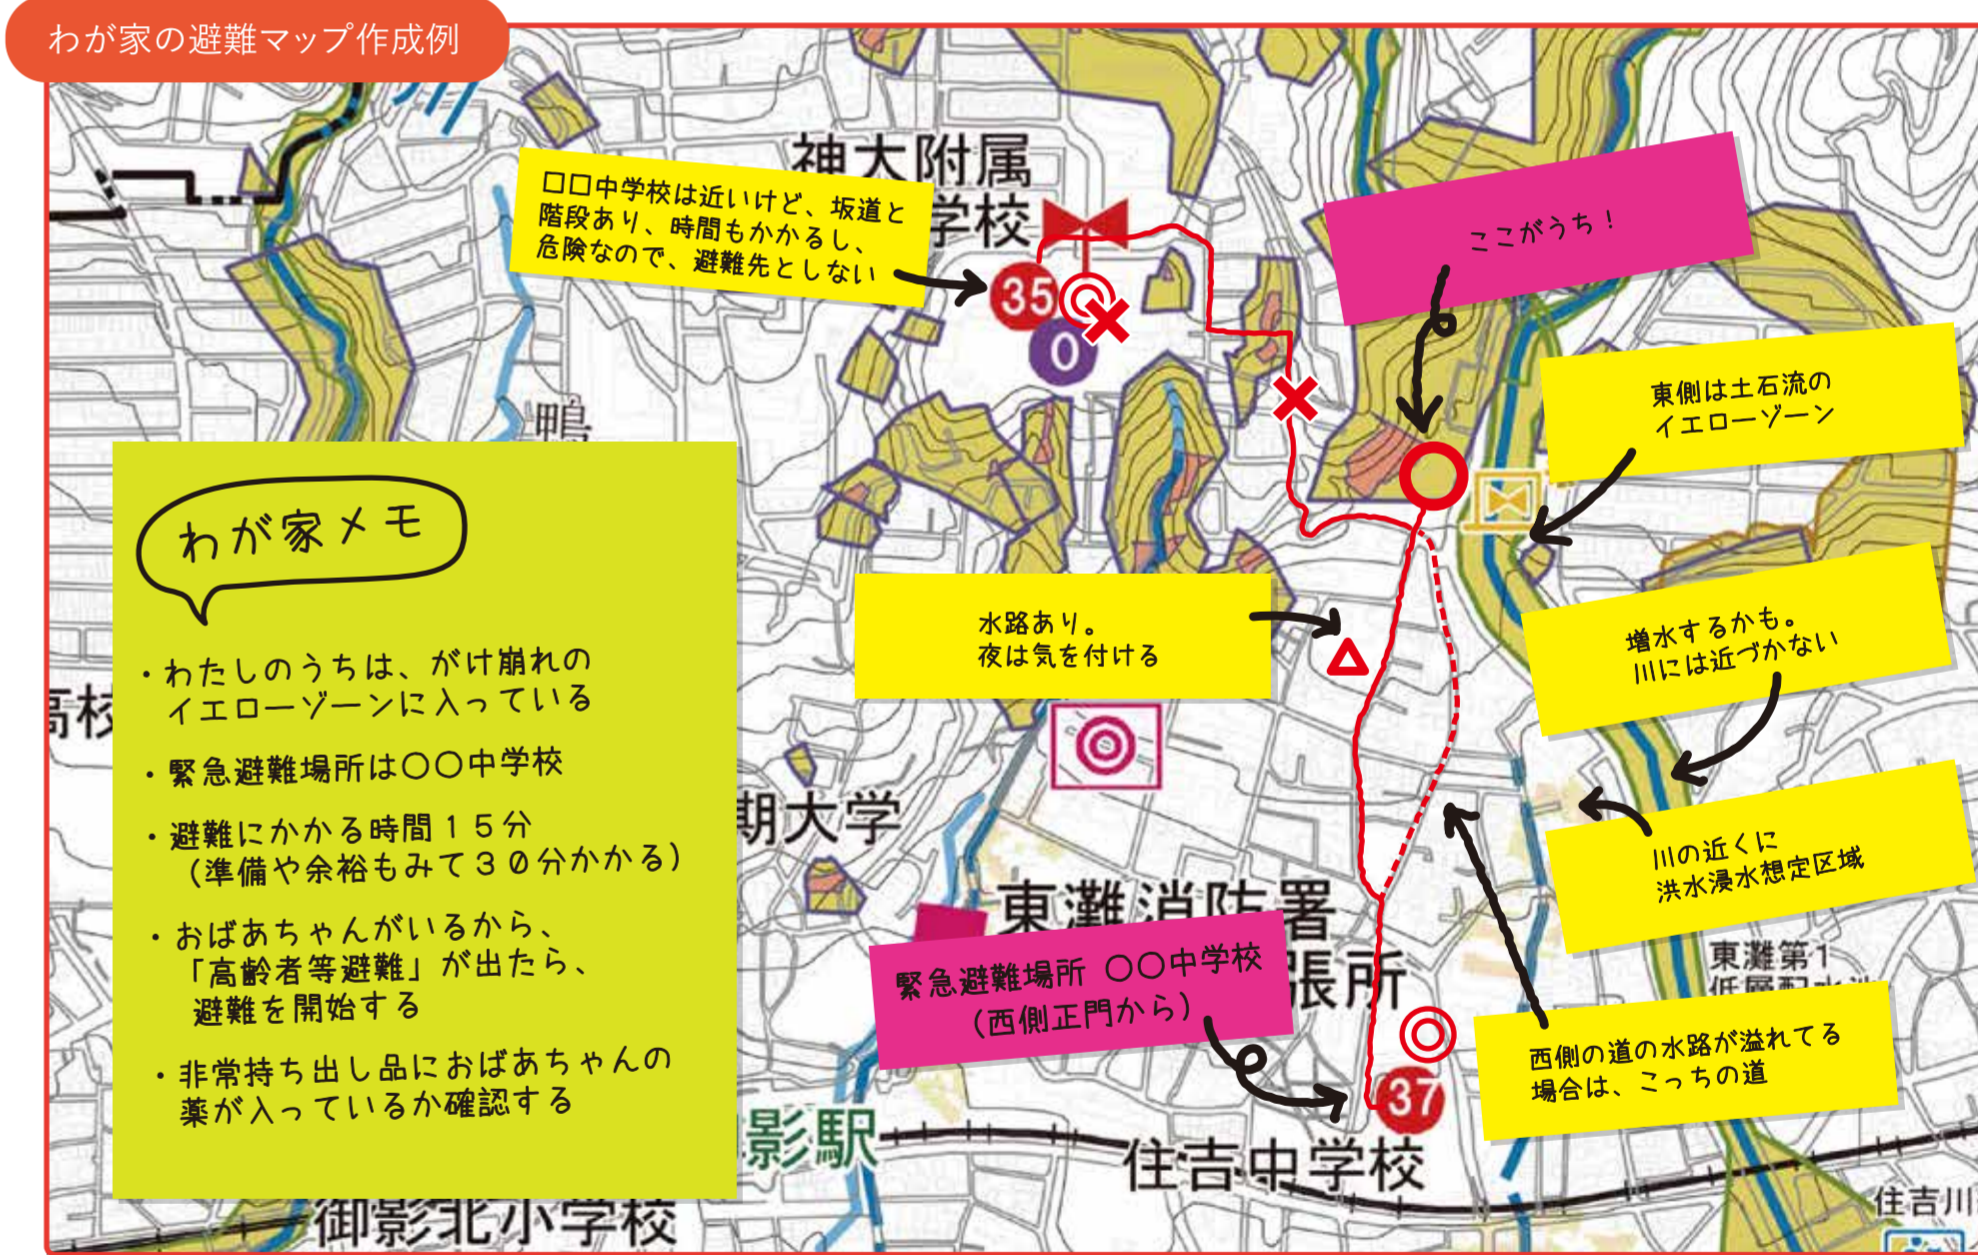 わが家の避難マップ作成例
神大附属
学校
□□中学校は近いけど、坂道と
階段あり、時間もかかるし、
危険なので、避難先としない
35
0
ここがうち！
東側は土石流の
イエローゾーン
鴨
わが家メモ
・わたしのうちは、がけ崩れの
イエローゾーンに入っている
・緊急避難場所は〇〇中学校
・避難にかかる時間１５分
（準備や余裕もみて３０分かかる）
・おばあちゃんがいるから、
「高齢者等避難」が出たら、
避難を開始する
・非常持ち出し品におばあちゃんの
薬が入っているか確認する
水路あり。
夜は気を付ける
増水するかも。
川には近づかない
高校
期大学
川の近くに
洪水浸水想定区域
東灘消防署
張所
緊急避難場所 〇〇中学校
（西側正門から）
東灘第1
低層配水池
西側の道の水路が溢れてる
場合は、こっちの道
37
影駅
住吉中学校
御影北小学校
住吉川